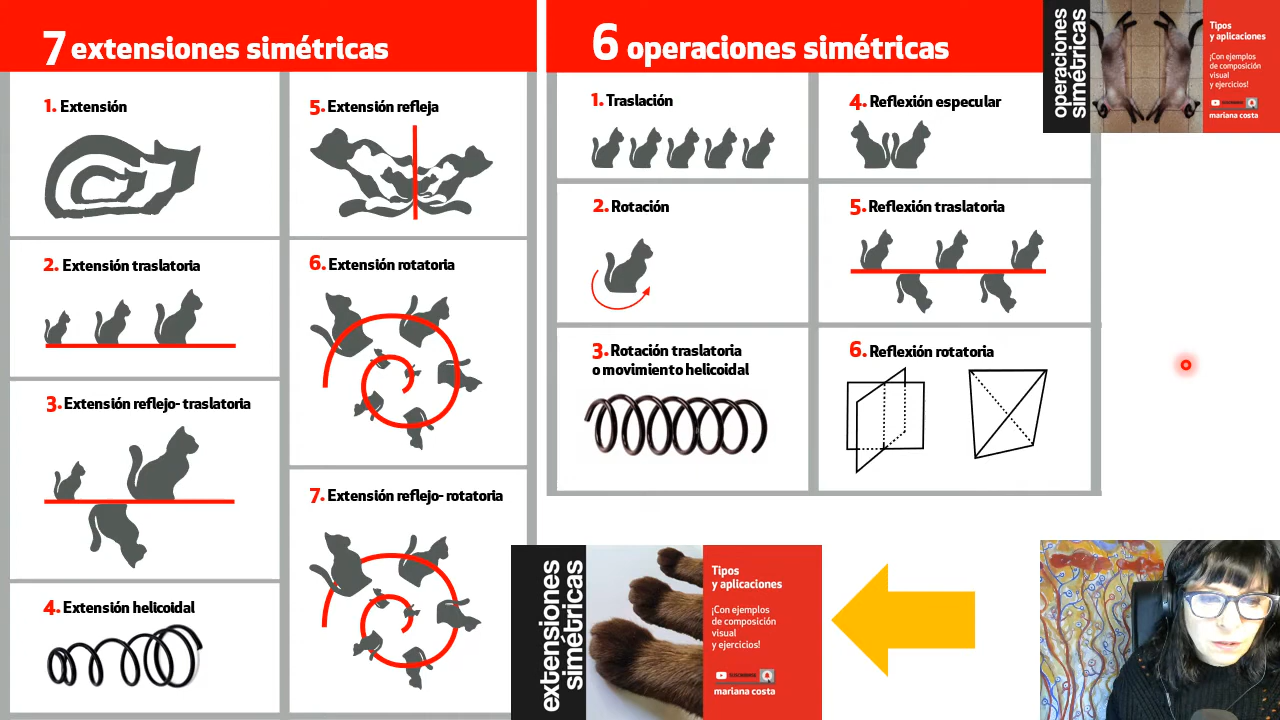 7 extensiones simétricas
1. Extensión
2. Extensión traslatoria
3. Extensión reflejo- traslatoria
4. Extensión helicoidal
5. Extensión refleja
6. Extensión rotatoria
7. Extensión reflejo- rotatoria
6 operaciones simétricas
1. Traslación
2. Rotación
3. Rotación traslatoria
o movimiento helicoidal
4. Reflexión especular
5. Reflexión traslatoria
6. Reflexión rotatoria
operaciones
simétricas
Tipos
y aplicaciones
¡Con ejemplos
de composición
visual
y ejercicios!
mariana costa
extensiones
simétricas
Tipos
y aplicaciones
¡Con ejemplos
de composición
visual
y ejercicios!
mariana costa